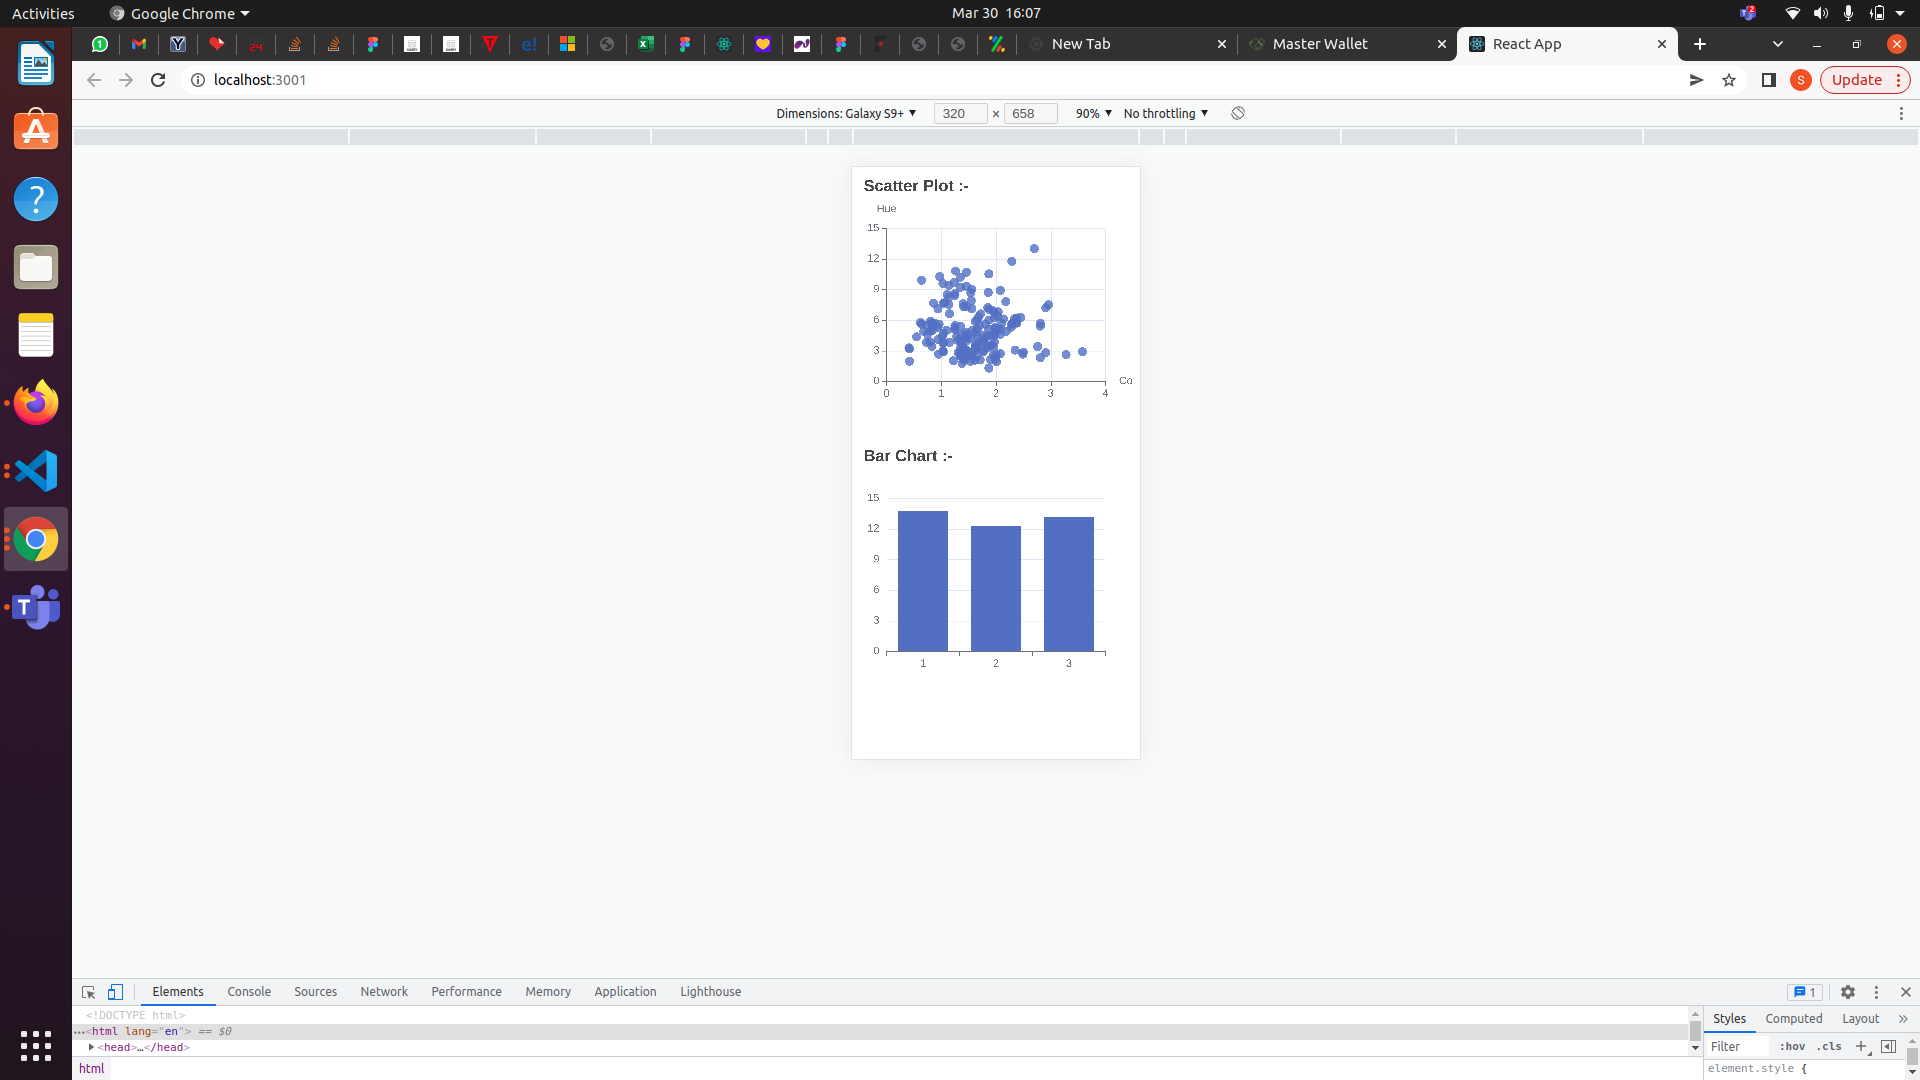 Activities Google Chrome Mar 30 16:07 2
1 24 e! New Tab Master Wallet React App
localhost:3001 S Update
Dimensions: Galaxy S9+ 320 × 658 90% No throttling
Scatter Plot :-
Hue
15
12
9
6
3
0
0 1 2 3 4 Co
Bar Chart :-
15
12
9
6
3
0
1 2 3
Elements Console Sources Network Performance Memory Application Lighthouse 1
<!DOCTYPE html>
…<html lang="en"> == $0
<head>…</head>
html
Styles Computed Layout »
Filter :hov .cls
element.style {